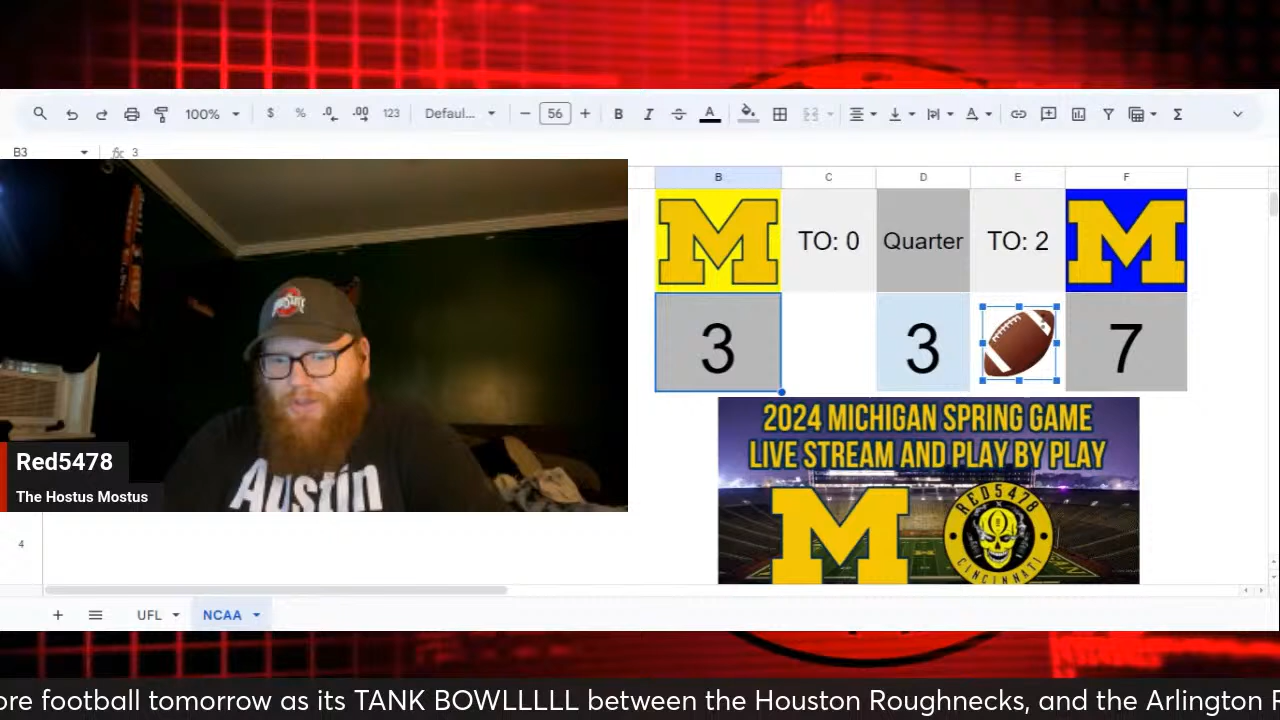 100%
$
%
.0
.00
123
Defaul...
56
B
I
A
A
Σ
B3
fx 3
B
C
D
E
F
M
TO: 0
Quarter
TO: 2
M
3
3
7
2024 MICHIGAN SPRING GAME
LIVE STREAM AND PLAY BY PLAY
M
RED5478
CINCINNATI
OHIO STATE
Austin
Red5478
The Hostus Mostus
4
UFL
NCAA
football tomorrow as its TANK BOWLLLLL between the Houston Roughnecks, and the Arlington